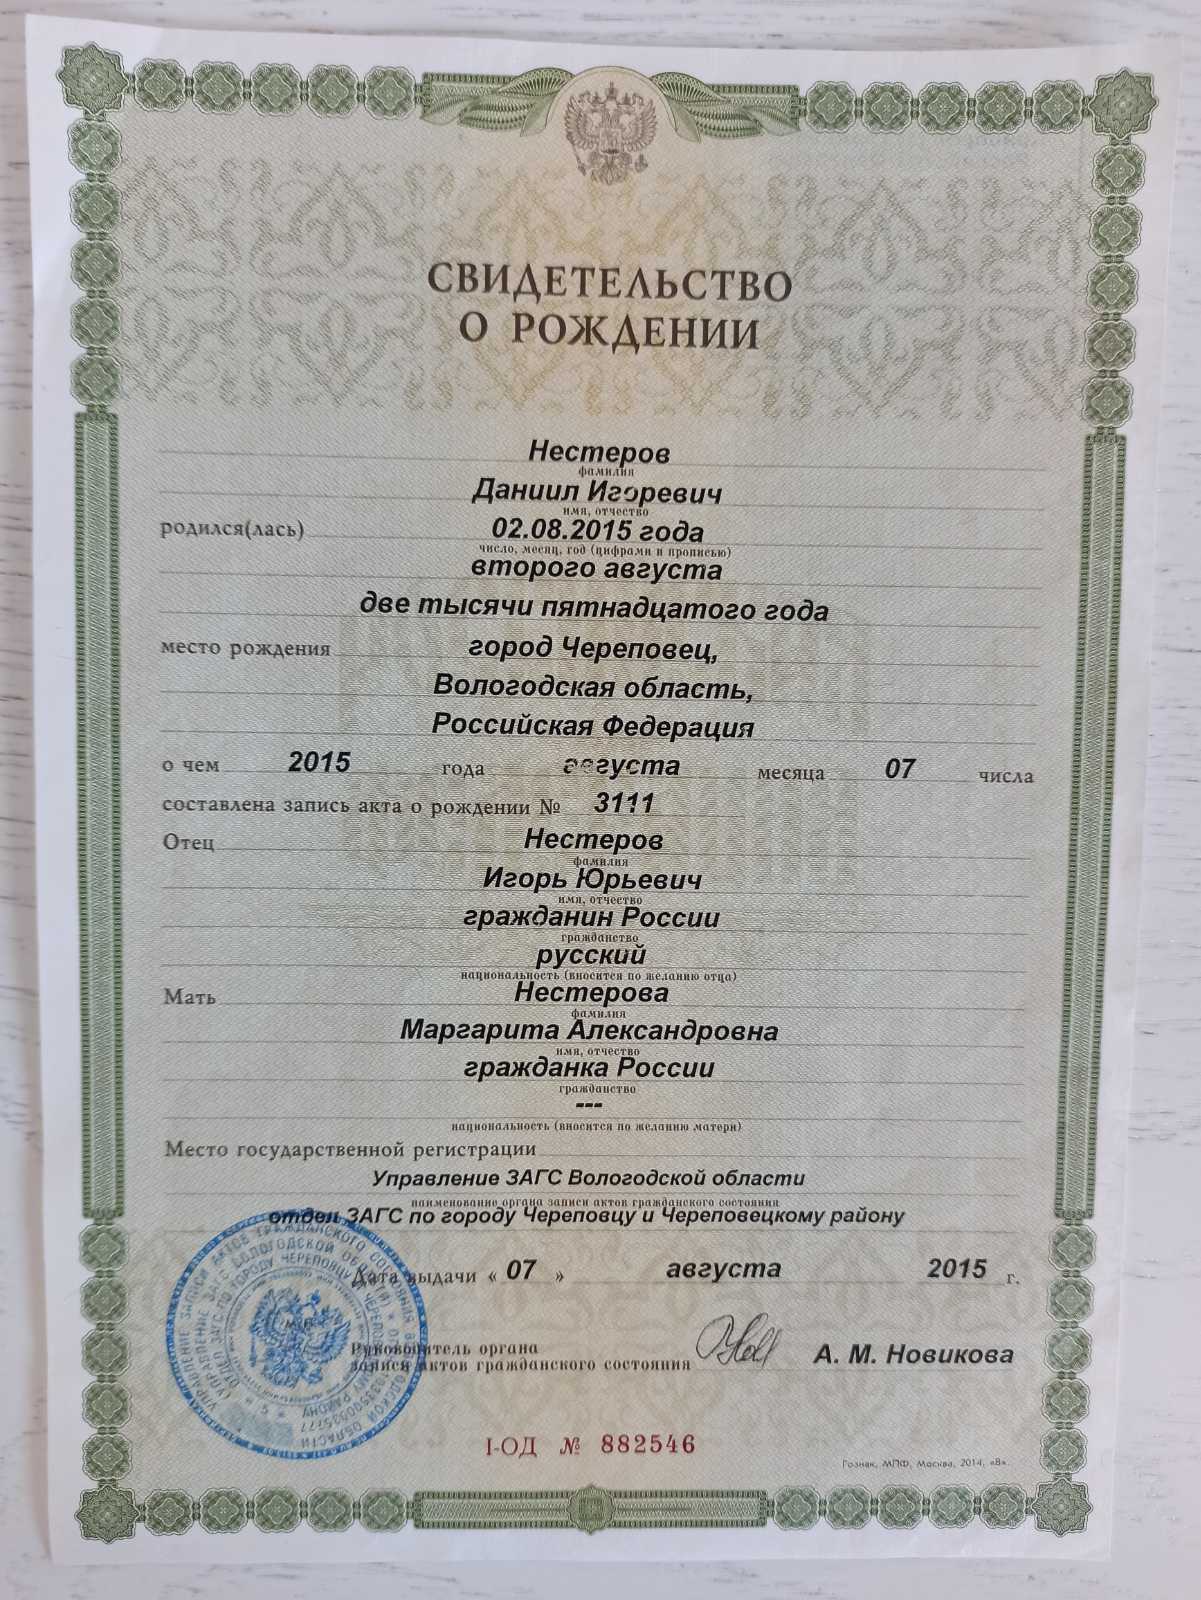 СВИДЕТЕЛЬСТВО
О РОЖДЕНИИ
Нестеров
фамилия
Даниил Игоревич
имя, отчество
родился(лась) 02.08.2015 года
число, месяц, год (цифрами и прописью)
второго августа
две тысячи пятнадцатого года
место рождения город Череповец,
Вологодская область,
Российская Федерация
о чем 2015 года августа месяца 07 числа
составлена запись акта о рождении № 3111
Отец Нестеров
фамилия
Игорь Юрьевич
имя, отчество
гражданин России
гражданство
русский
национальность (вносится по желанию отца)
Мать Нестерова
фамилия
Маргарита Александровна
имя, отчество
гражданка России
гражданство
---
национальность (вносится по желанию матери)
Место государственной регистрации
Управление ЗАГС Вологодской области
наименование органа записи актов гражданского состояния
отдел ЗАГС по городу Череповцу и Череповецкому району
Дата выдачи « 07 » августа 2015 г.
Руководитель органа
записи актов гражданского состояния А. М. Новикова
I-ОД № 882546
Гознак, МПФ, Москва, 2014, «В».